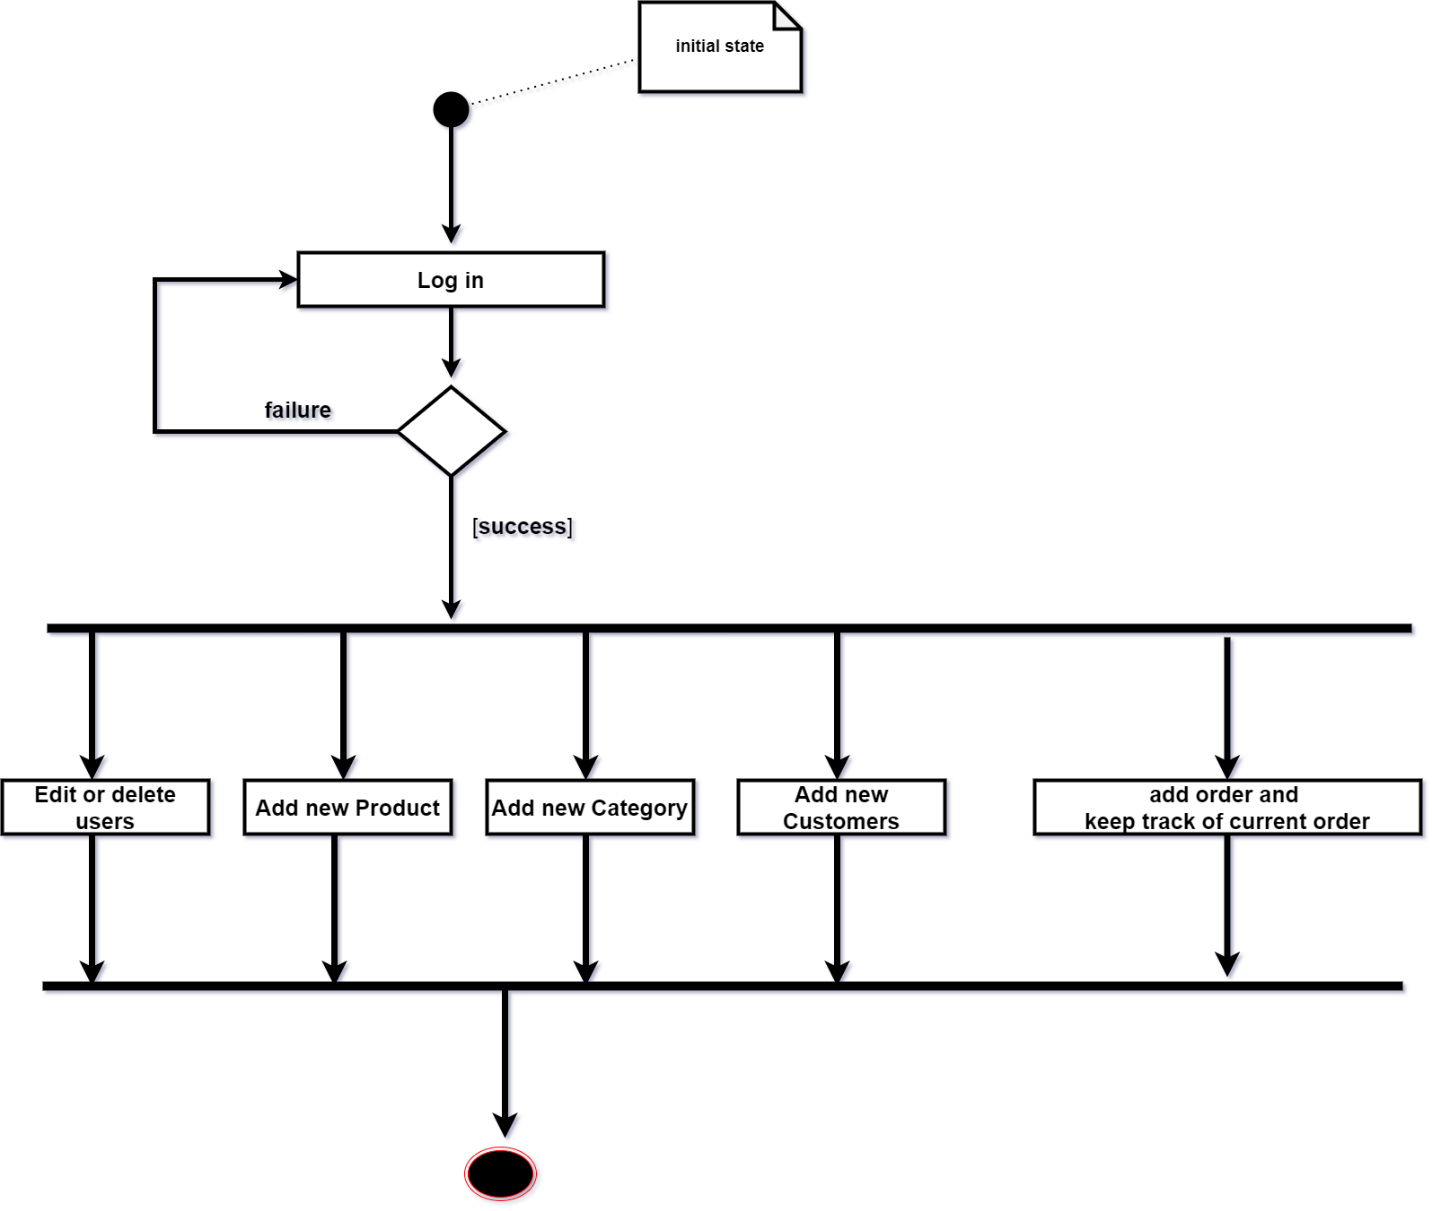 initial state
Log in
failure
[success]
Edit or delete
users
Add new Product
Add new Category
Add new
Customers
add order and
keep track of current order